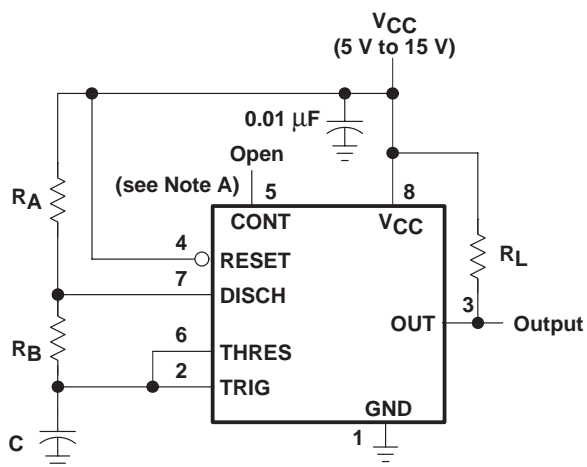 VCC
(5 V to 15 V)
0.01 μF
Open
(see Note A)
5
8
RA
CONT
VCC
RL
4
RESET
7
DISCH
3
OUT
Output
RB
6
THRES
2
TRIG
GND
C
1